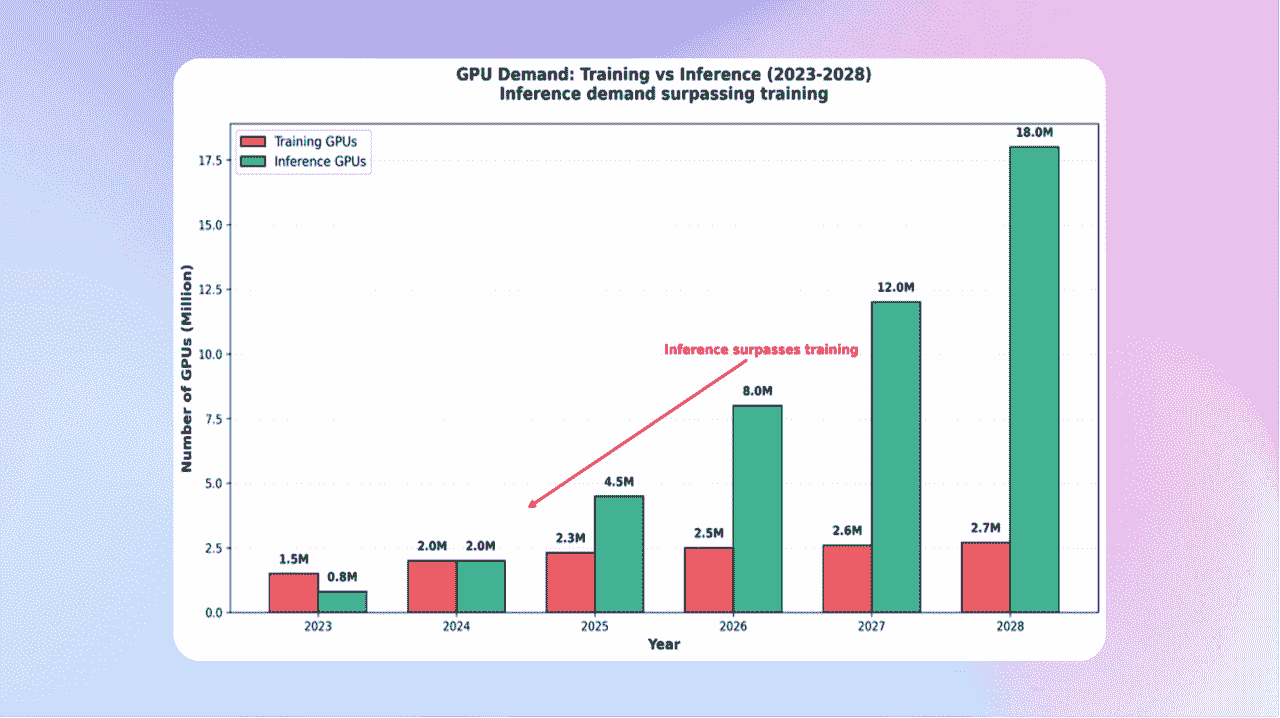 GPU Demand: Training vs Inference (2023-2028)
Inference demand surpassing training
Training GPUs
Inference GPUs
Number of GPUs (Million)
17.5
15.0
12.5
10.0
7.5
5.0
2.5
0.0
18.0M
12.0M
Inference surpasses training
8.0M
4.5M
1.5M
0.8M
2.0M
2.0M
2.3M
2.5M
2.6M
2.7M
2023
2024
2025
2026
2027
2028
Year